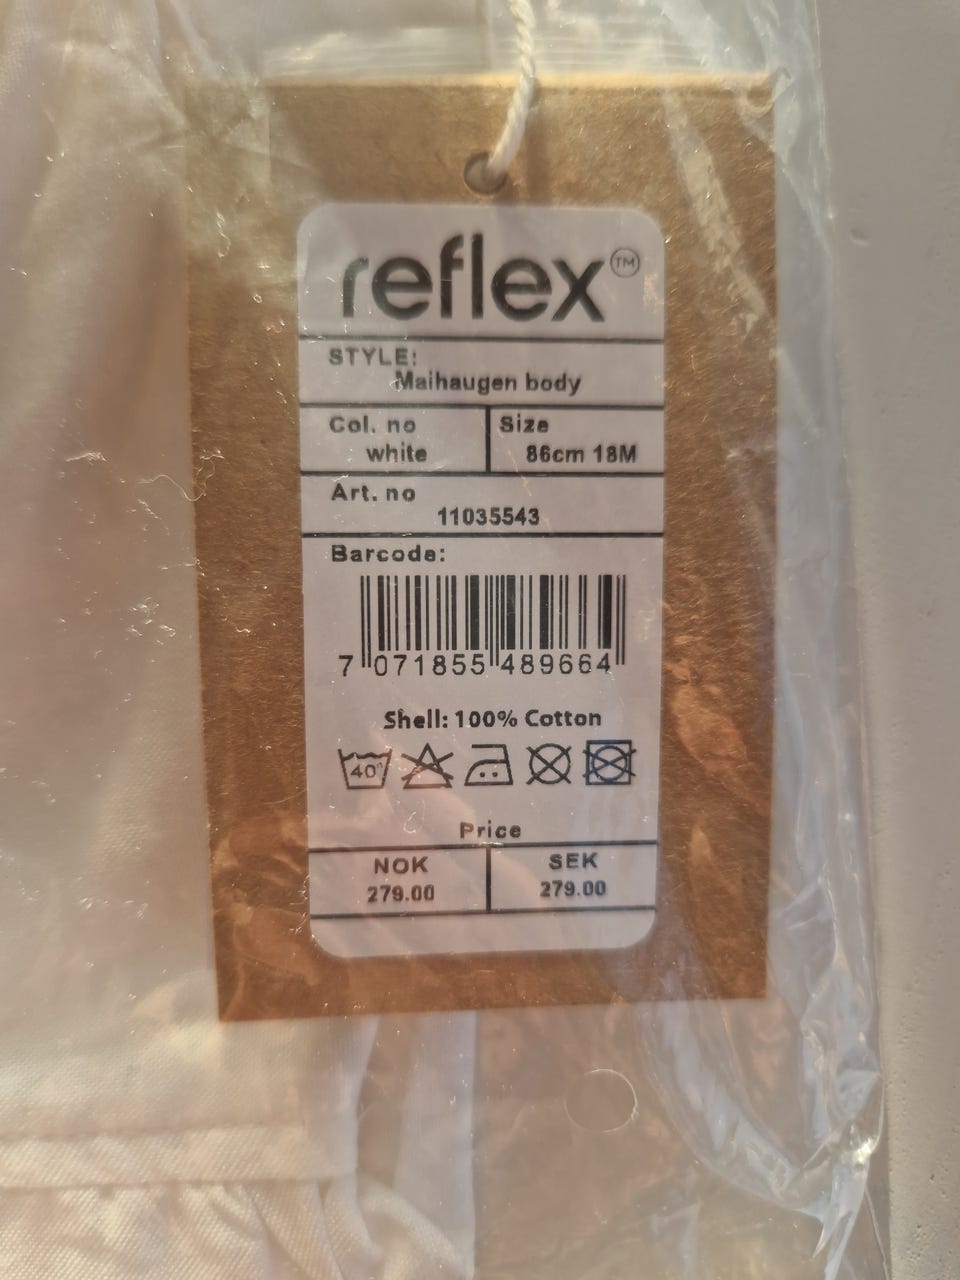 reflex™
STYLE:
Maihaugen body
Col. no
white
Size
86cm 18M
Art. no
11035543
Barcode:
7 071855 489664
Shell: 100% Cotton
40°
Price
NOK
279.00
SEK
279.00